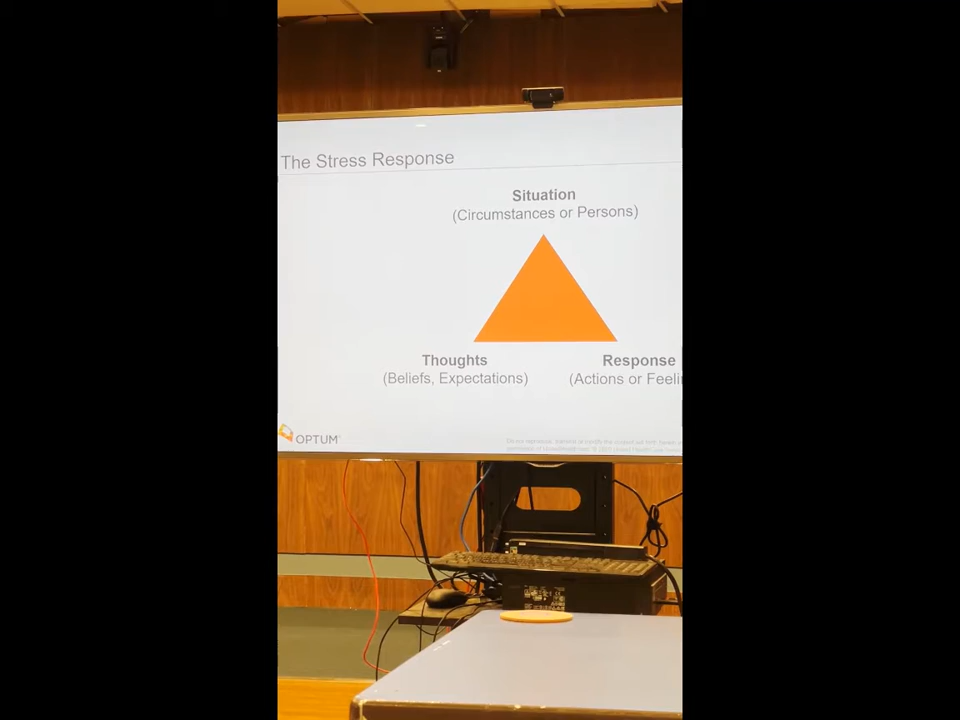 The Stress Response
Situation
(Circumstances or Persons)
Thoughts
(Beliefs, Expectations)
Response
(Actions or Feeli
OPTUM